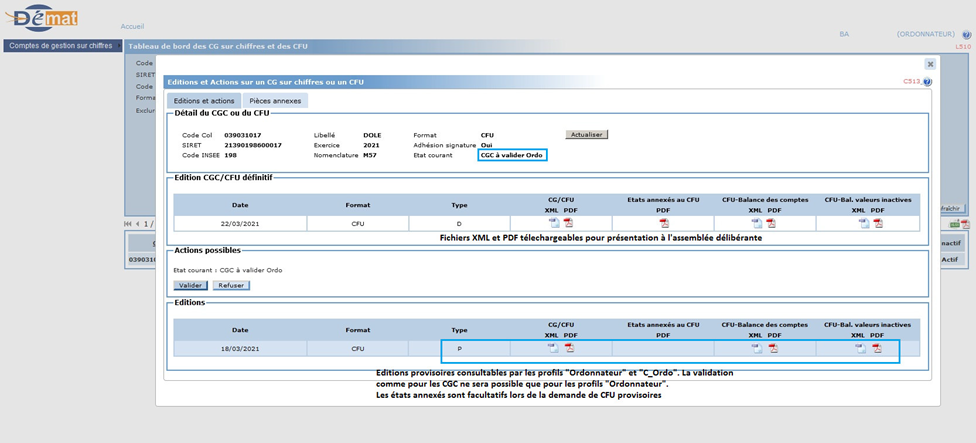 Démat
Accueil
BA (ORDONNATEUR)
Comptes de gestion sur chiffres
Tableau de bord des CG sur chiffres et des CFU
L510
Code
SIRET
Code
Forma
Exclur
Editions et Actions sur un CG sur chiffres ou un CFU
C513
Editions et actions Pièces annexes
Détail du CGC ou du CFU
Code Col 039031017 Libellé DOLE Format CFU Actualiser
SIRET 21390198600017 Exercice 2021 Adhésion signature Oui
Code INSEE 198 Nomenclature M57 Etat courant CGC à valider Ordo
Edition CGC/CFU définitif
Date Format Type CG/CFU Etats annexés au CFU CFU-Balance des comptes CFU-Bal. valeurs inactives
XML PDF PDF XML PDF XML PDF
22/03/2021 CFU D
Fichiers XML et PDF téléchargeables pour présentation à l'assemblée délibérante
1 /
fraîchir
Actions possibles
nactif
Etat courant : CGC à valider Ordo
039031
Actif
Valider Refuser
Editions
Date Format Type CG/CFU Etats annexés au CFU CFU-Balance des comptes CFU-Bal. valeurs inactives
XML PDF PDF XML PDF XML PDF
18/03/2021 CFU P
Editions provisoires consultables par les profils "Ordonnateur" et "C_Ordo". La validation
comme pour les CGC ne sera possible que pour les profils "Ordonnateur".
Les états annexés sont facultatifs lors de la demande de CFU provisoires